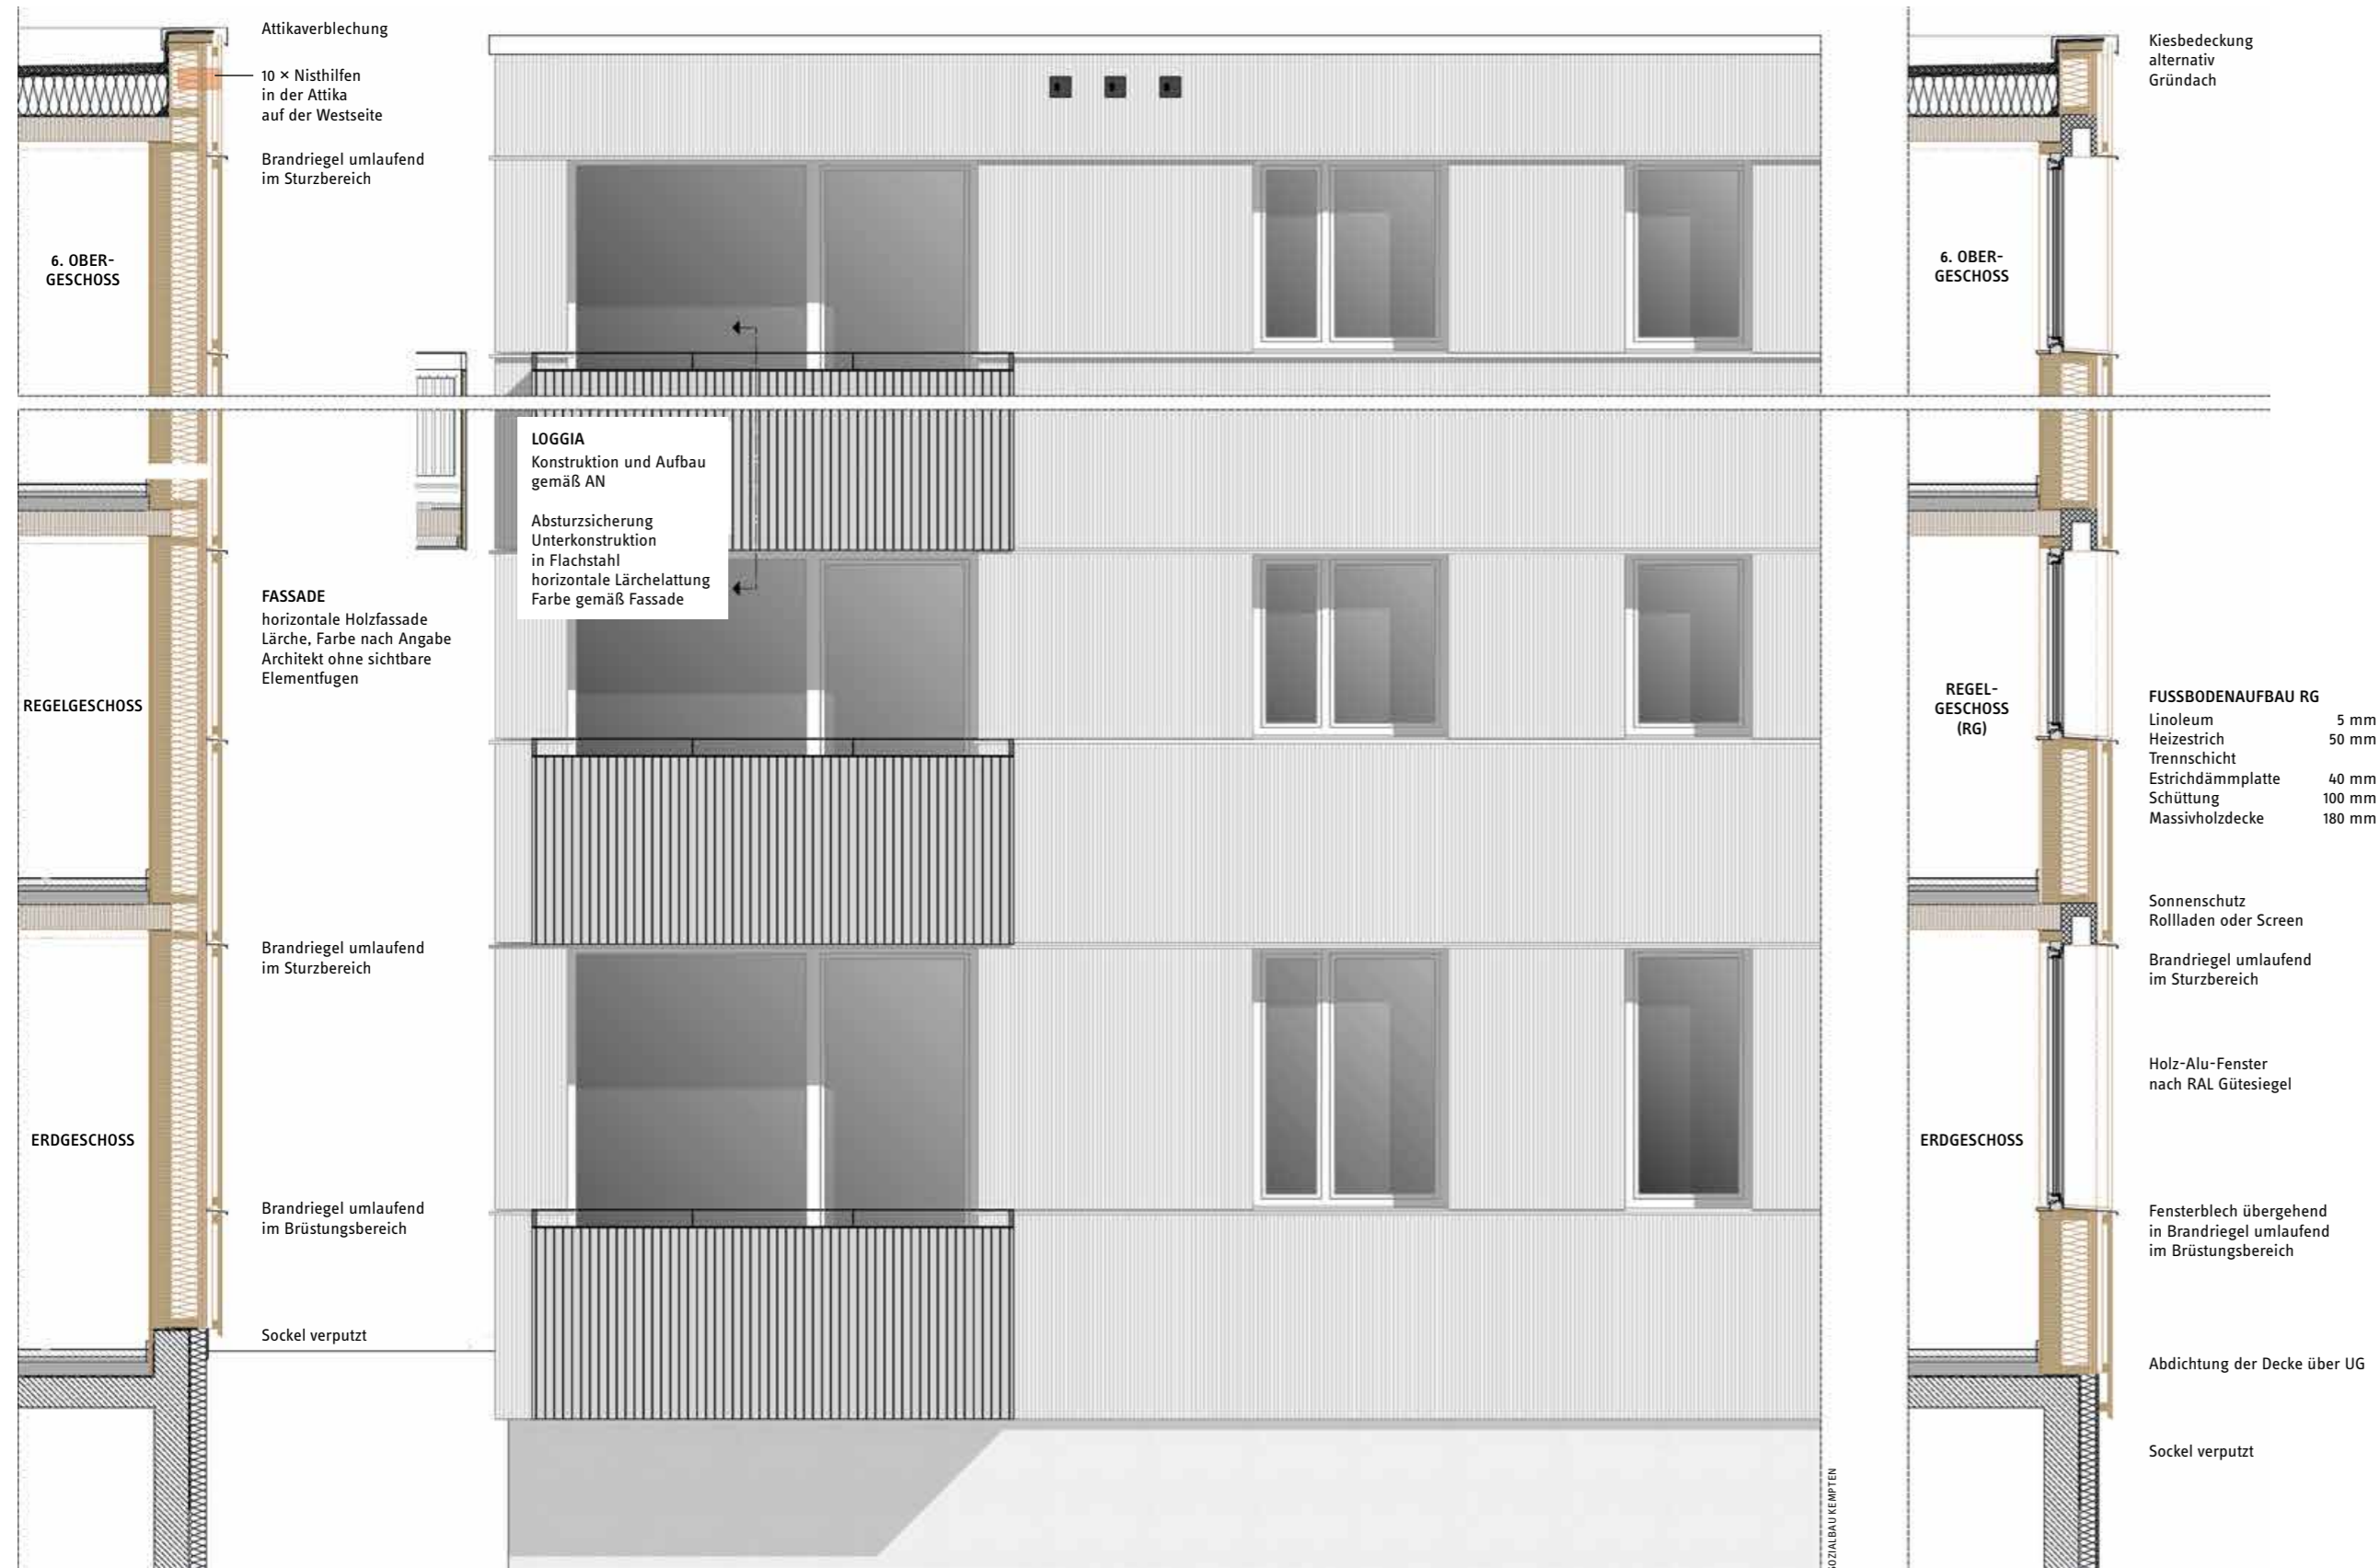 Attikaverblechung
10 × Nisthilfen
in der Attika
auf der Westseite
Brandriegel umlaufend
im Sturzbereich
6. OBER-
GESCHOSS
FASSADE
horizontale Holzfassade
Lärche, Farbe nach Angabe
Architekt ohne sichtbare
Elementfugen
REGELGESCHOSS
Brandriegel umlaufend
im Sturzbereich
ERDGESCHOSS
Brandriegel umlaufend
im Brüstungsbereich
Sockel verputzt
LOGGIA
Konstruktion und Aufbau
gemäß AN
Absturzsicherung
Unterkonstruktion
in Flachstahl
horizontale Lärchelattung
Farbe gemäß Fassade
SOZIALBAU KEMPTEN
Kiesbedeckung
alternativ
Gründach
6. OBER-
GESCHOSS
REGEL-
GESCHOSS
(RG)
FUSSBODENAUFBAU RG
Linoleum 5 mm
Heizestrich 50 mm
Trennschicht
Estrichdämmplatte 40 mm
Schüttung 100 mm
Massivholzdecke 180 mm
Sonnenschutz
Rollladen oder Screen
Brandriegel umlaufend
im Sturzbereich
Holz-Alu-Fenster
nach RAL Gütesiegel
ERDGESCHOSS
Fensterblech übergehend
in Brandriegel umlaufend
im Brüstungsbereich
Abdichtung der Decke über UG
Sockel verputzt